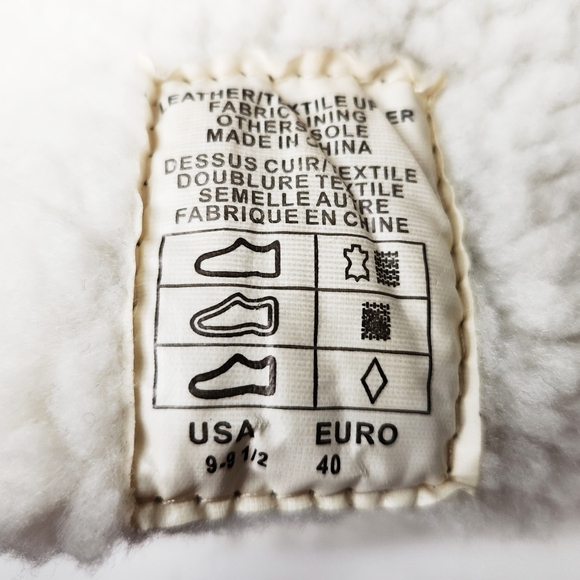 LEATHER/TEXTILE UPPER
FABRIC LINING
OTHERS SOLE
MADE IN CHINA
DESSUS CUIR/TEXTILE
DOUBLURE TEXTILE
SEMELLE AUTRE
FABRIQUE EN CHINE
USA EURO
9-9 1/2 40